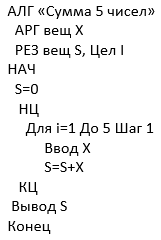 АЛГ «Сумма 5 чисел»
АРГ вещ X
РЕЗ вещ S, Цел I
НАЧ
S=0
НЦ
Для i=1 До 5 Шаг 1
Ввод X
S=S+X
КЦ
Вывод S
Конец